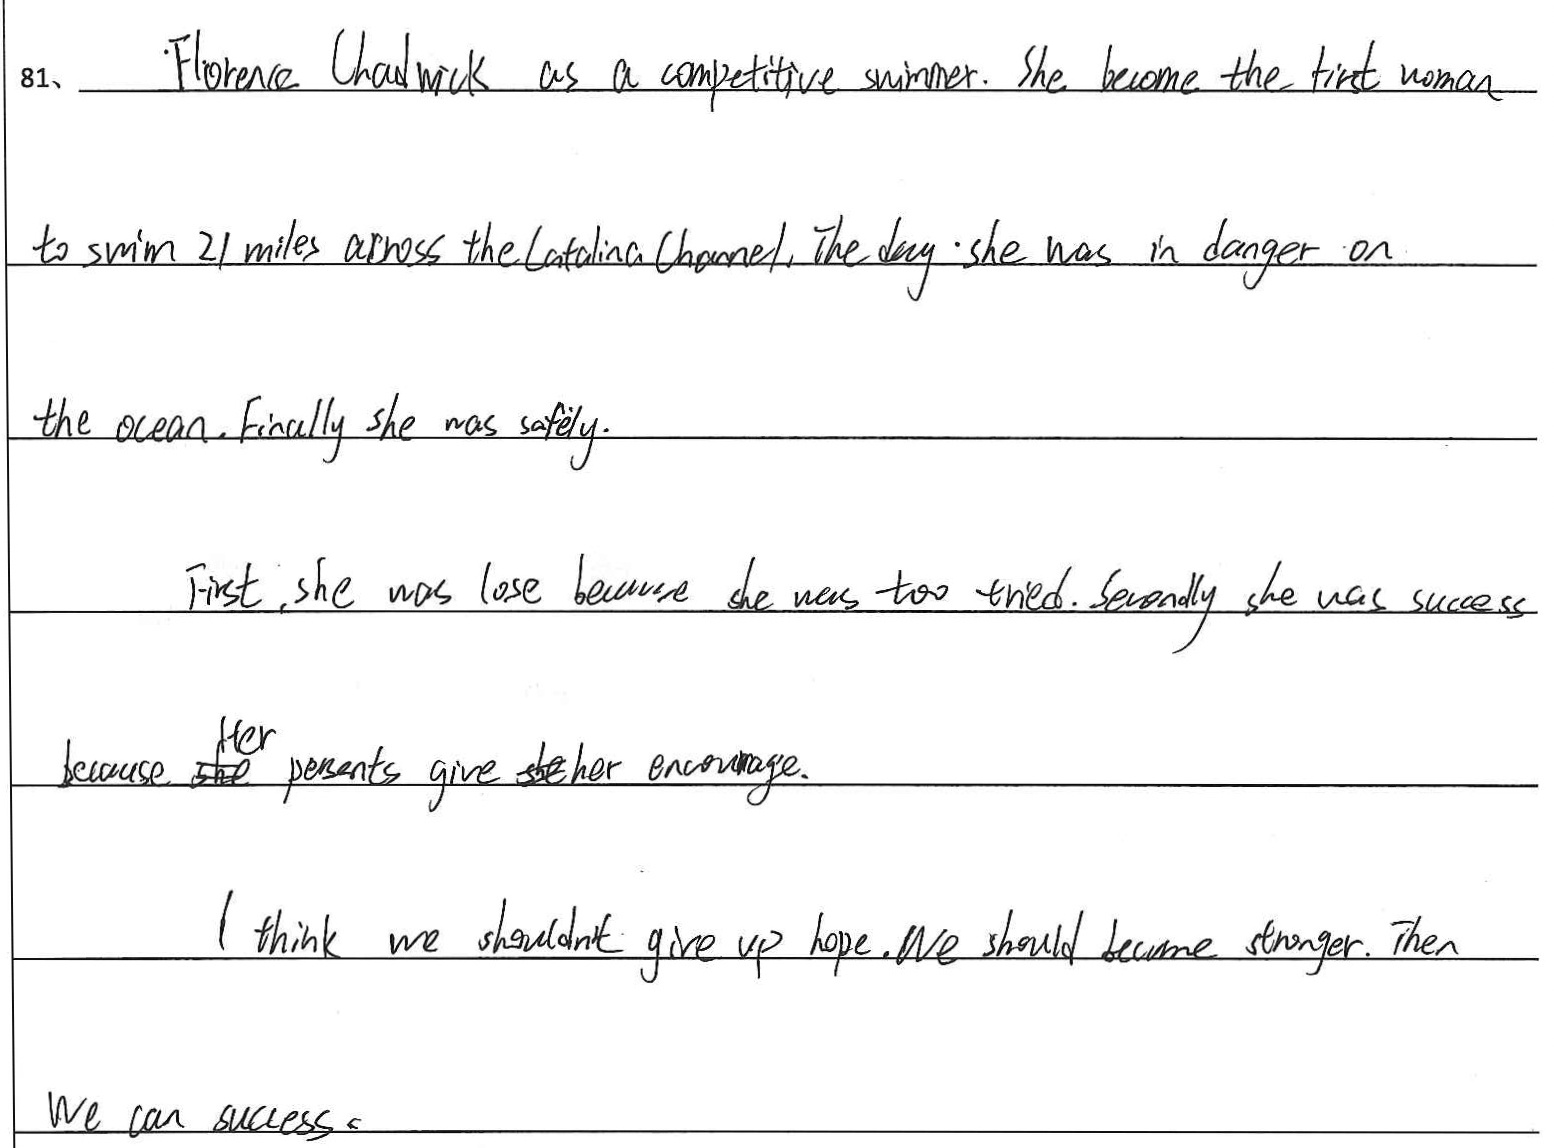 81、 Florence Chadwick as a competitive swimmer. She become the first woman
to swim 21 miles across the Catalina Channel. The day she was in danger on
the ocean. Finally she was safely.
First, she was lose because she was too tried. Secondly she was success
because Her persents give her encourage.
I think we shouldn't give up hope. We should become stronger. Then
we can success.